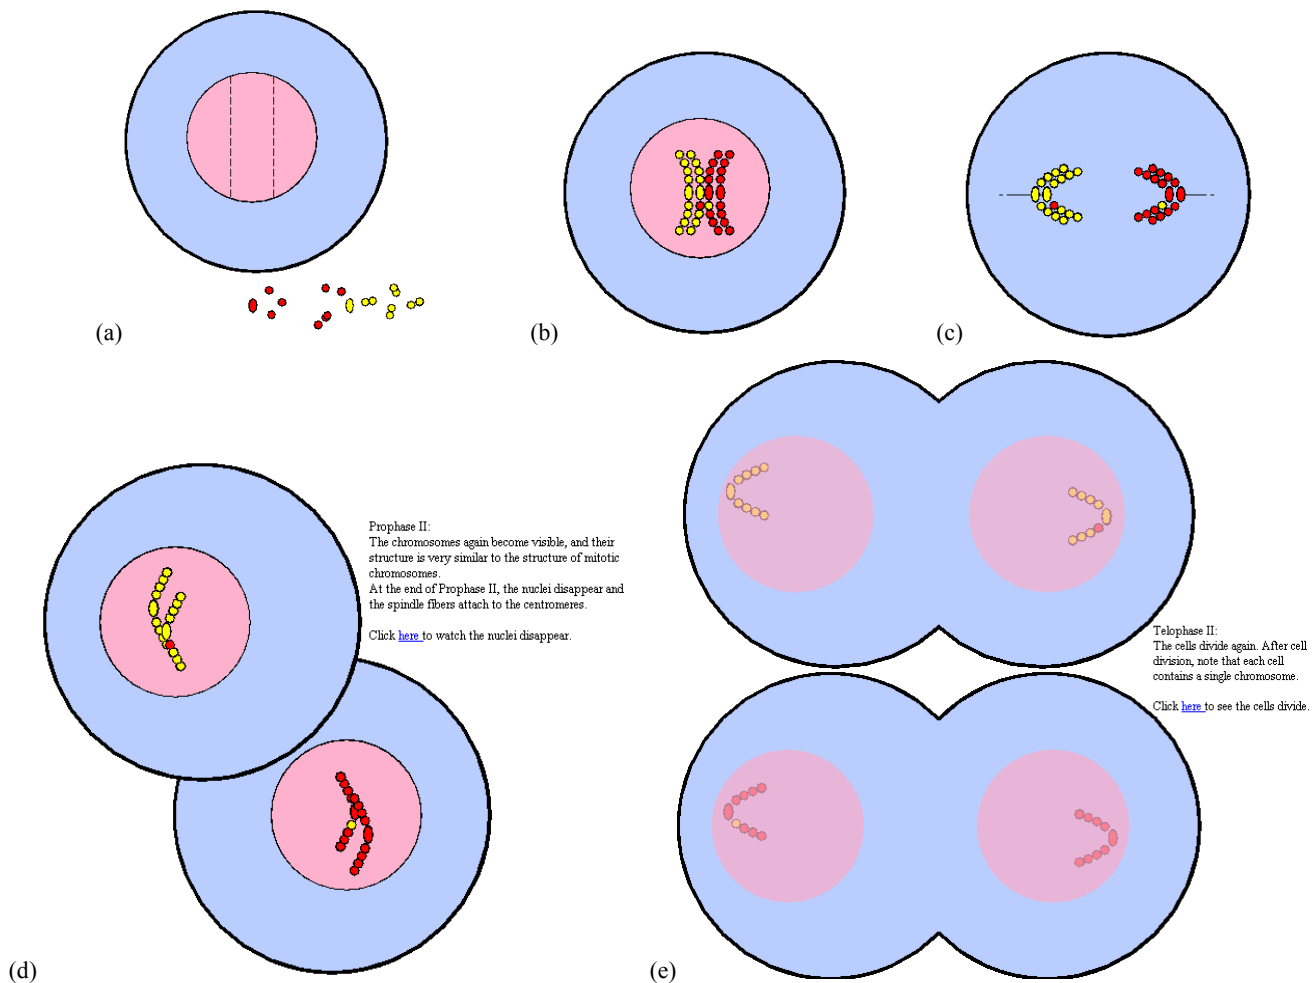 (a)
(b)
(c)
Prophase II:
The chromosomes again become visible, and their
structure is very similar to the structure of mitotic
chromosomes.
At the end of Prophase II, the nuclei disappear and
the spindle fibers attach to the centromeres.
Click here to watch the nuclei disappear.
Telophase II:
The cells divide again. After cell
division, note that each cell
contains a single chromosome.
Click here to see the cells divide.
(d)
(e)